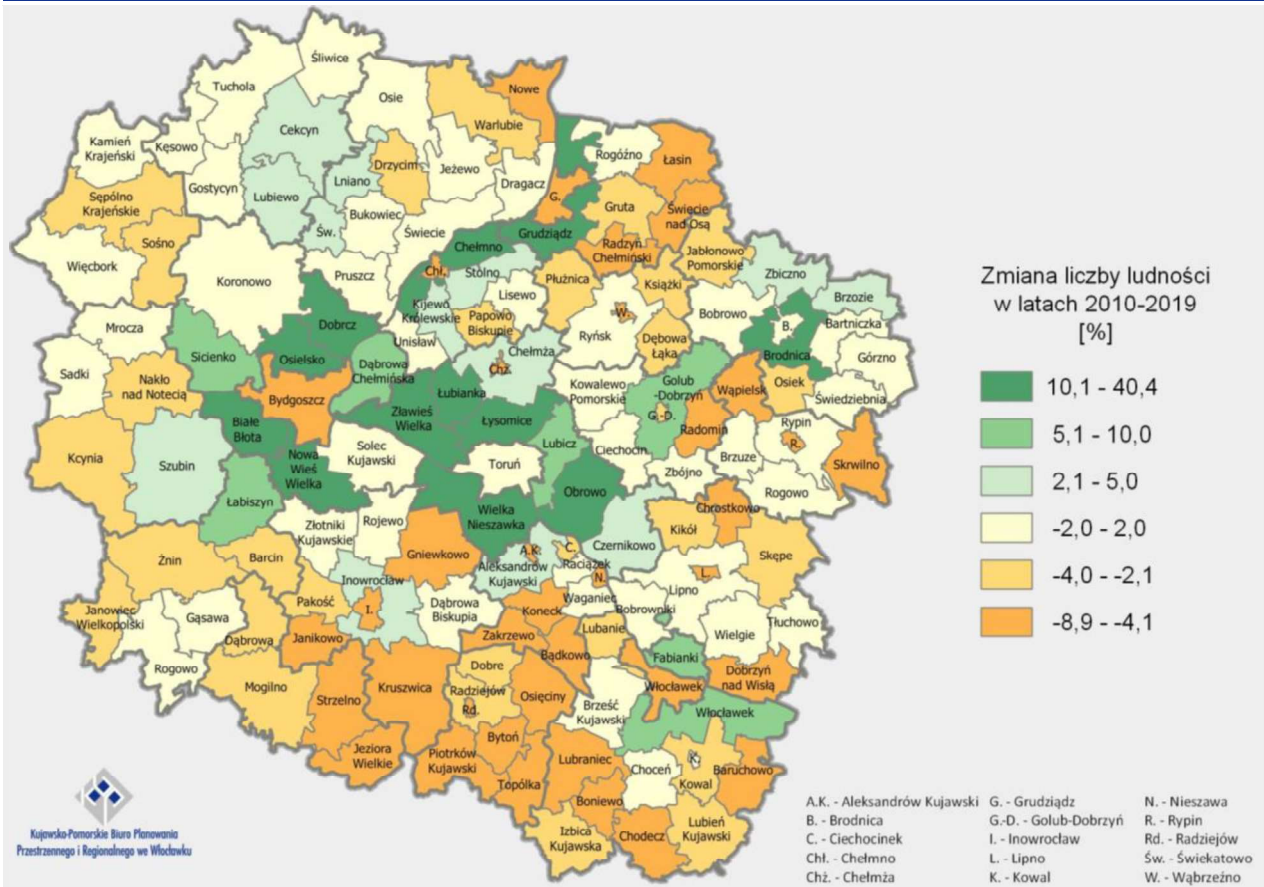 Śliwice
Tuchola
Osie
Nowe
Cekcyn
Warlubie
Kamień
Krajeński
Kęsowo
Rogóźno
Łasin
Drzycim
Jeżewo
Gostycyn
Lubiewo
Lniano
Dragacz
G.
Sępólno
Krajeńskie
Gruta
Święcie
nad Osą
Bukowiec
Św.
Świecie
Grudziądz
Sośno
Chełmno
Radzyń
Chełmiński
Jabłonowo
Pomorskie
Więcbork
Koronowo
Pruszcz
Chł.
Stolno
Płużnica
Książki
Zbiczno
Brzozie
Kijewo
Królewskie
Lisewo
Papowo
Biskupie
W.
Bobrowo
B.
Bartniczka
Mrocza
Dobrcz
Unisław
Ryńsk
Dębowa
Łąka
Brodnica
Górzno
Sicienko
Osielsko
Dąbrowa
Chełmińska
Chełmża
Chż.
Sadki
Nakło
nad Notecią
Bydgoszcz
Łubianka
Kowalewo
Pomorskie
Golub
-Dobrzyń
Wąpielsk
Osiek
Świedziebnia
Zławieś
Wielka
Łysomice
G.-D.
Radomin
Rypin
R.
Białe
Błota
Kcynia
Szubin
Nowa
Wieś
Wielka
Solec
Kujawski
Toruń
Lubicz
Ciechocin
Zbójno
Brzuze
Skrwilno
Rogowo
Łabiszyn
Obrowo
Złotniki
Kujawskie
Rojewo
Wielka
Nieszawka
Chrostkowo
Czernikowo
Kikół
Skępe
Gniewkowo
Żnin
Barcin
A.K.
Aleksandrów
Kujawski
C.
Raciążek
N.
L.
Inowrocław
I.
Pakość
Dąbrowa
Biskupia
Waganiec
Bobrowniki
Lipno
Janowiec
Wielkopolski
Gąsawa
Dąbrowa
Janikowo
Koneck
Zakrzewo
Lubanie
Wielgie
Tłuchowo
Rogowo
Bądkowo
Fabianki
Mogilno
Strzelno
Kruszwica
Dobre
Radziejów
Rd.
Osięciny
Włocławek
Dobrzyń
nad Wisłą
Brześć
Kujawski
Włocławek
Jeziora
Wielkie
Piotrków
Kujawski
Bytoń
Topólka
Lubraniec
Choceń
K.
Kowal
Baruchowo
Boniewo
Izbica
Kujawska
Chodecz
Lubień
Kujawski
Zmiana liczby ludności
w latach 2010-2019
[%]
10,1 - 40,4
5,1 - 10,0
2,1 - 5,0
-2,0 - 2,0
-4,0 - -2,1
-8,9 - -4,1
A.K. - Aleksandrów Kujawski
B. - Brodnica
C. - Ciechocinek
Chł. - Chełmno
Chż. - Chełmża
G. - Grudziądz
G.-D. - Golub-Dobrzyń
I. - Inowrocław
L. - Lipno
K. - Kowal
N. - Nieszawa
R. - Rypin
Rd. - Radziejów
Św. - Świekatowo
W. - Wąbrzeźno
Kujawsko-Pomorskie Biuro Planowania
Przestrzennego i Regionalnego we Włocławku